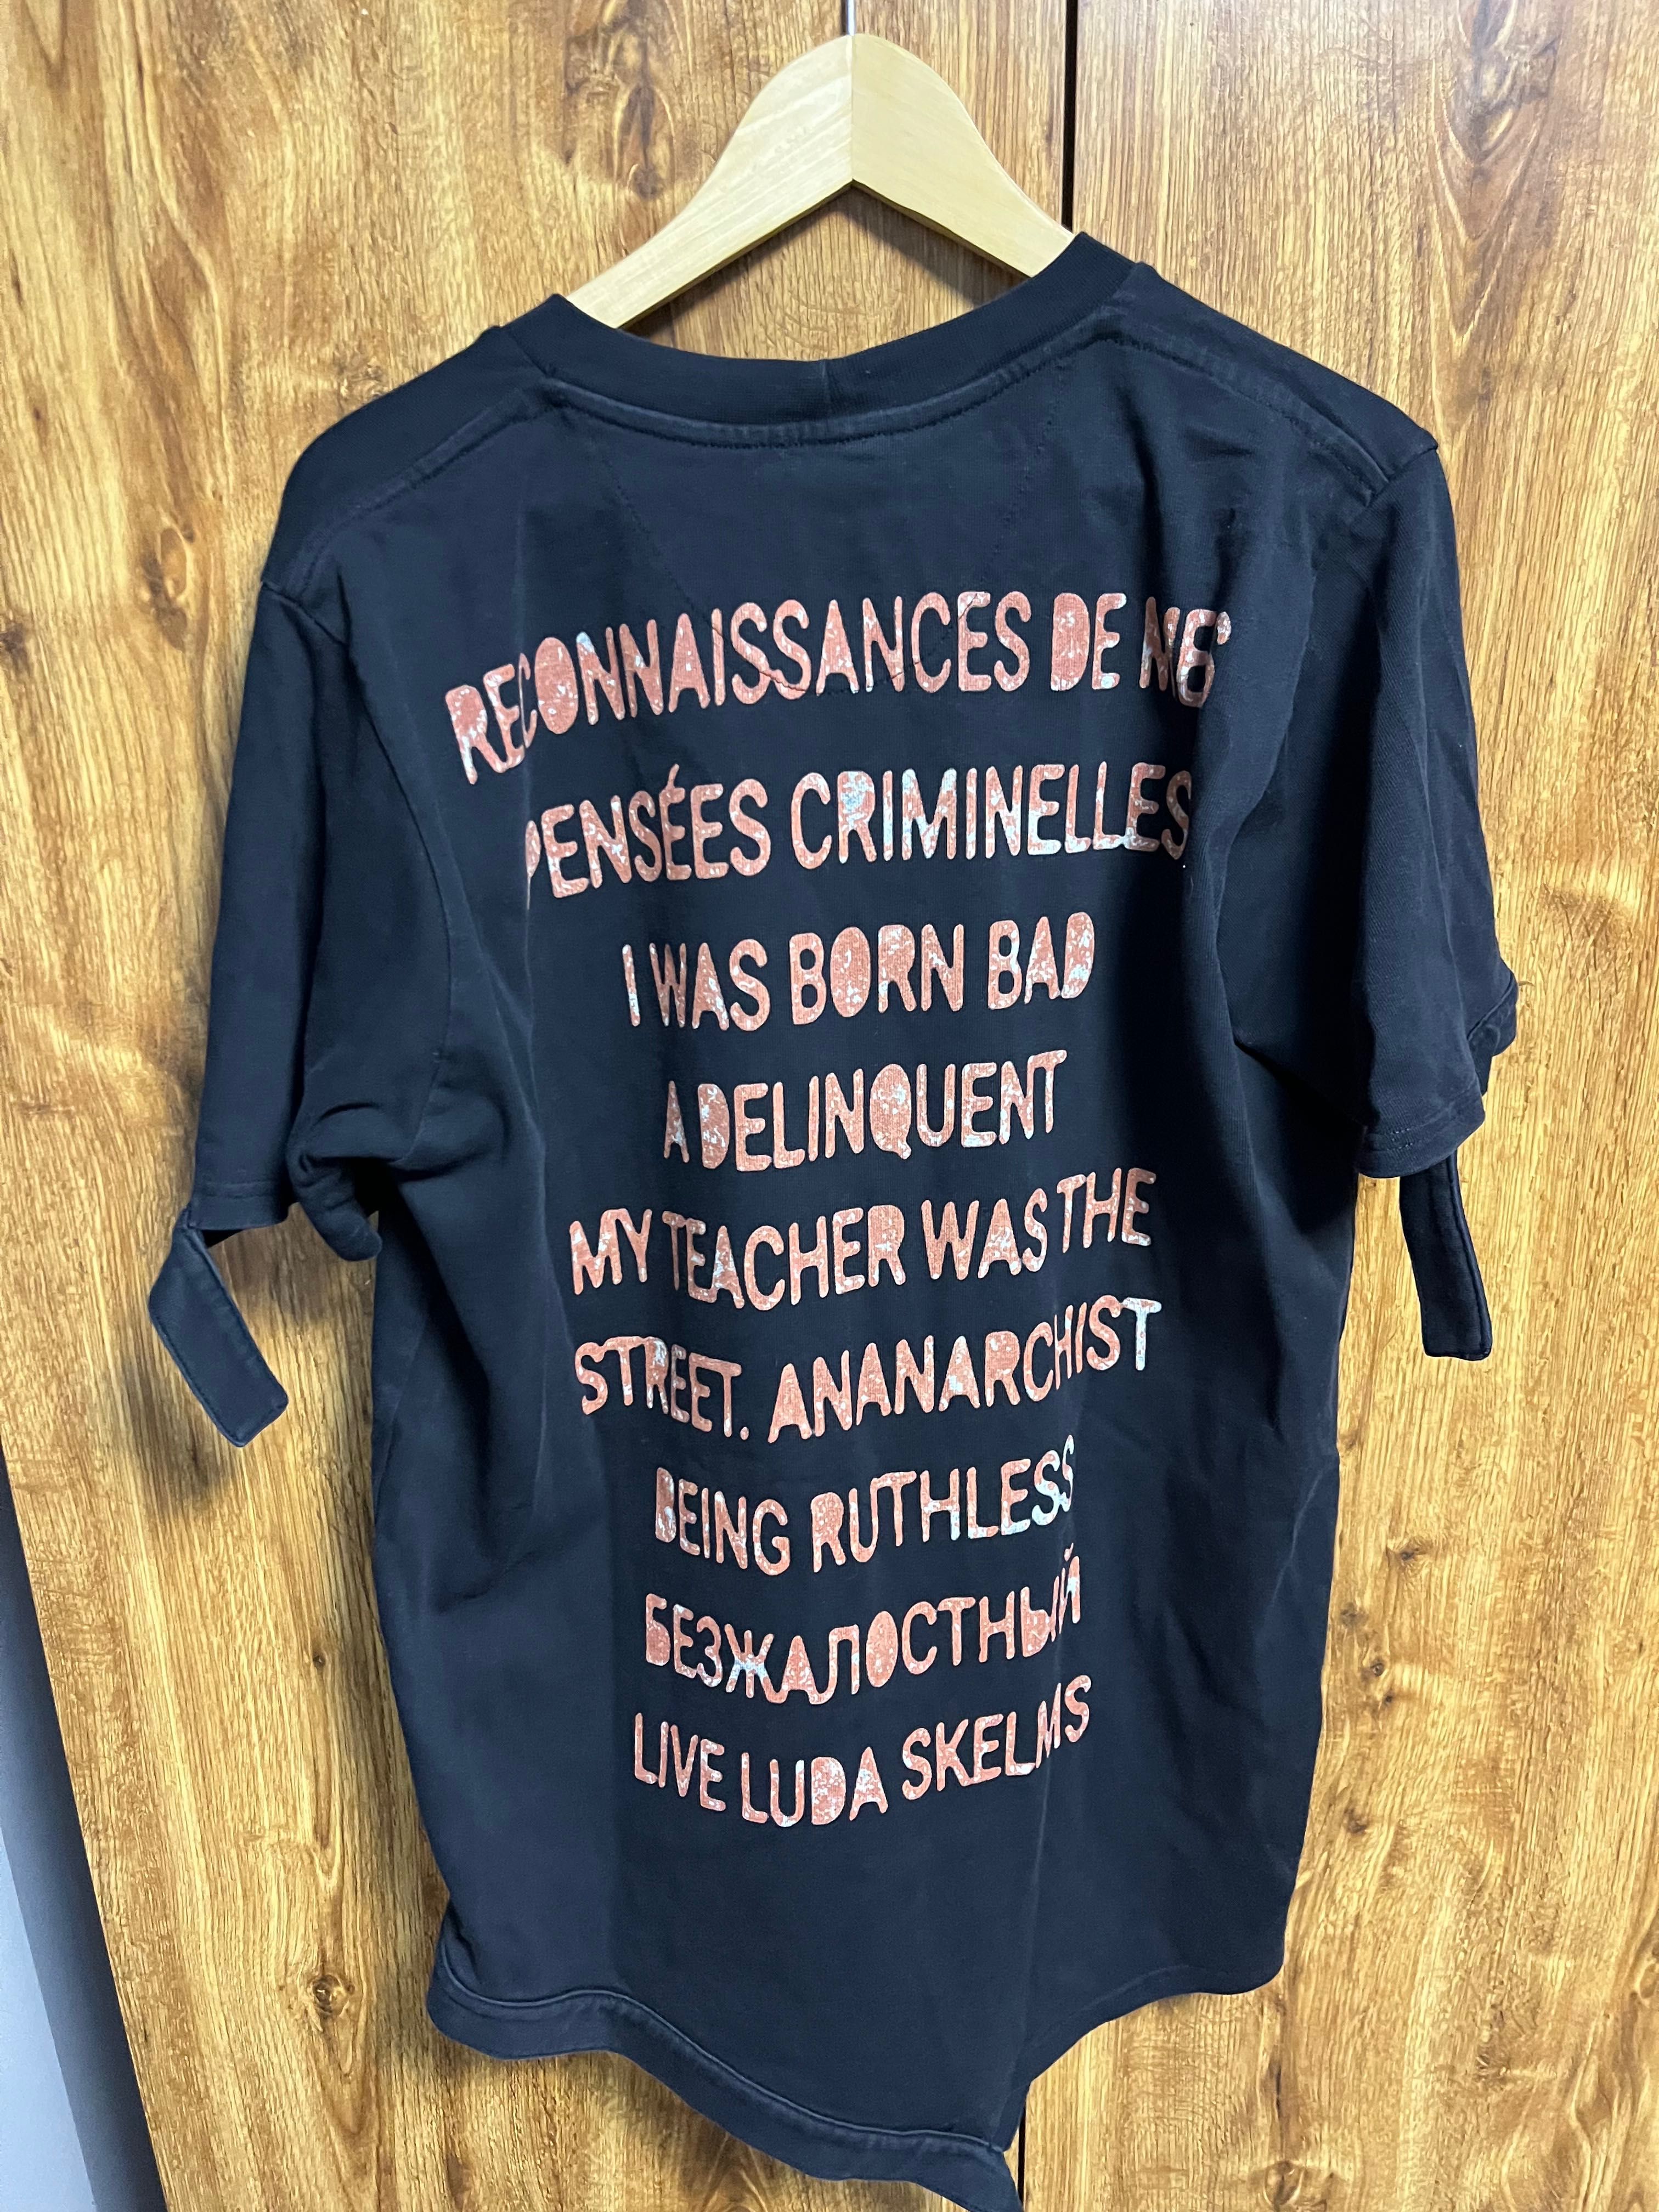 RECONNAISSANCES DE
PENSÉES CRIMINELLES
I WAS BORN BAD
A DELINQUENT
MY TEACHER WAS THE
STREET. ANANARCHIST
BEING RUTHLESS
БЕЗЖАЛОСТНЫЙ
LIVE LUDA SKELMS